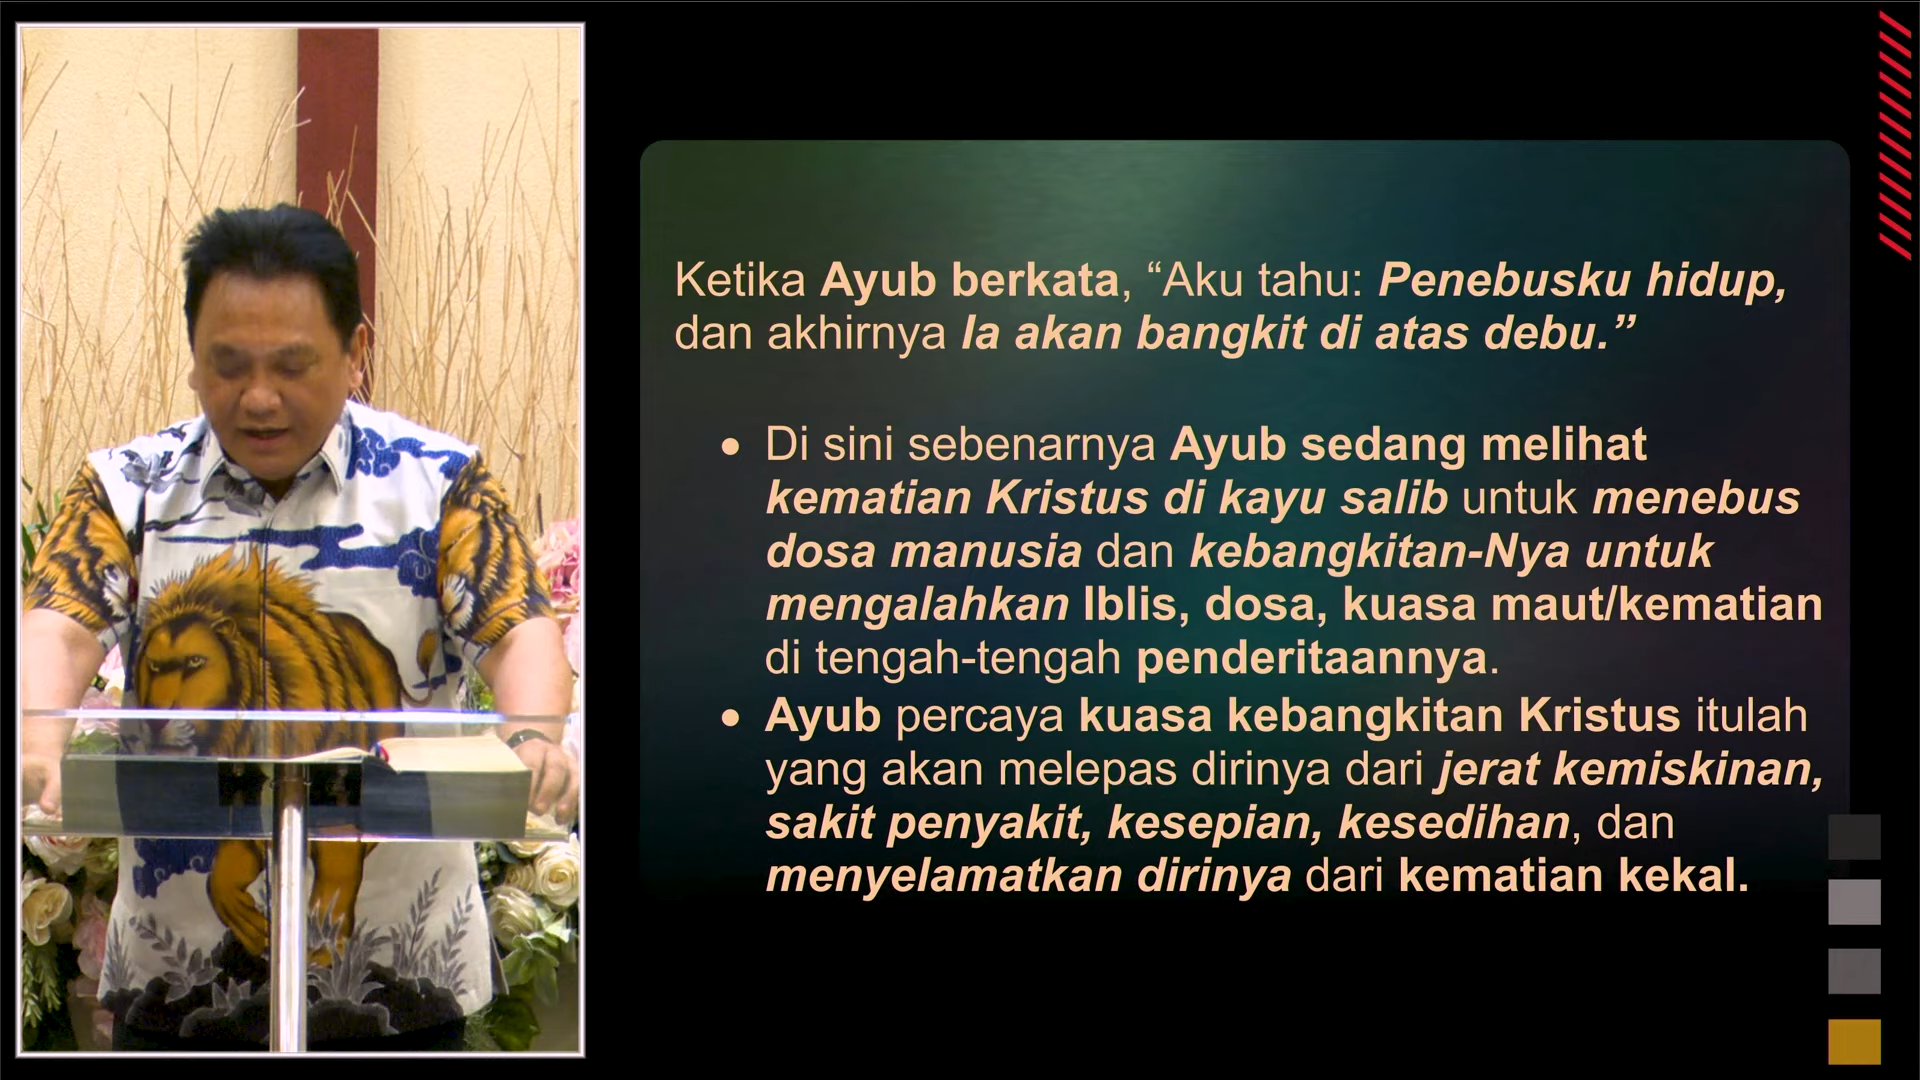 Ketika Ayub berkata, “Aku tahu: Penebusku hidup,
dan akhirnya Ia akan bangkit di atas debu.”
• Di sini sebenarnya Ayub sedang melihat
kematian Kristus di kayu salib untuk menebus
dosa manusia dan kebangkitan-Nya untuk
mengalahkan Iblis, dosa, kuasa maut/kematian
di tengah-tengah penderitaannya.
• Ayub percaya kuasa kebangkitan Kristus itulah
yang akan melepas dirinya dari jerat kemiskinan,
sakit penyakit, kesepian, kesedihan, dan
menyelamatkan dirinya dari kematian kekal.